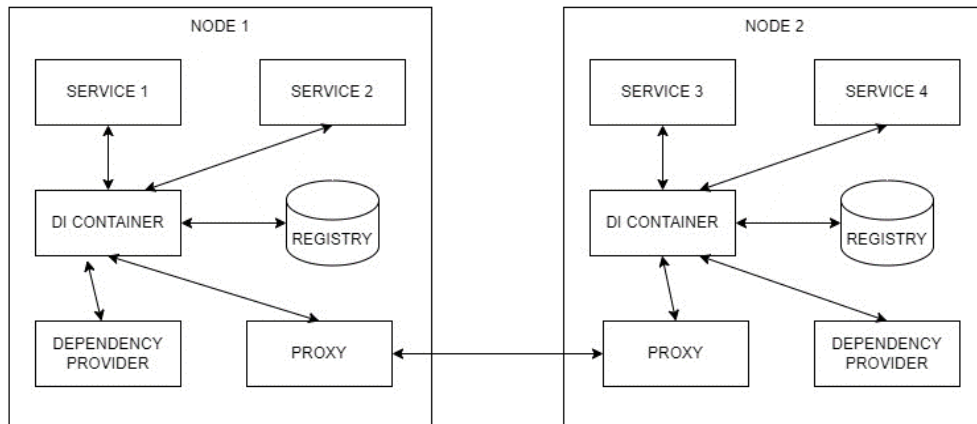 NODE 1
SERVICE 1
SERVICE 2
DI CONTAINER
REGISTRY
DEPENDENCY
PROVIDER
PROXY
NODE 2
SERVICE 3
SERVICE 4
DI CONTAINER
REGISTRY
PROXY
DEPENDENCY
PROVIDER